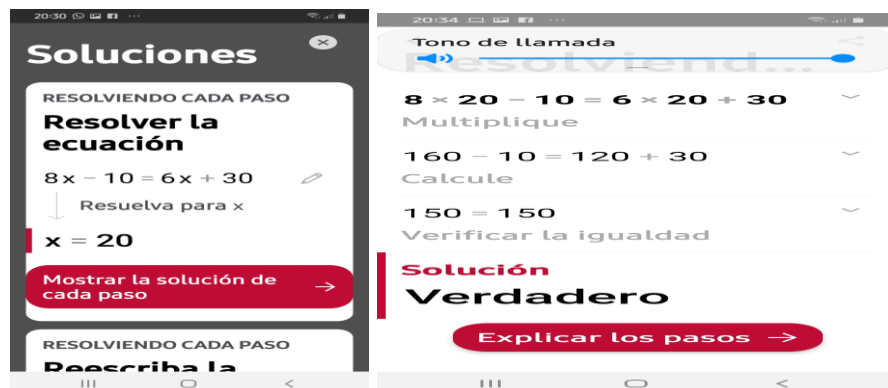 20:30
Soluciones
RESOLVIENDO CADA PASO
Resolver la
ecuación
8x − 10 = 6x + 30
Resuelva para x
x = 20
Mostrar la solución de
cada paso
RESOLVIENDO CADA PASO
Reescriba la
20:34
Tono de llamada
Resolviend...
8 × 20 − 10 = 6 × 20 + 30
Multiplique
160 − 10 = 120 + 30
Calcule
150 = 150
Verificar la igualdad
Solución
Verdadero
Explicar los pasos